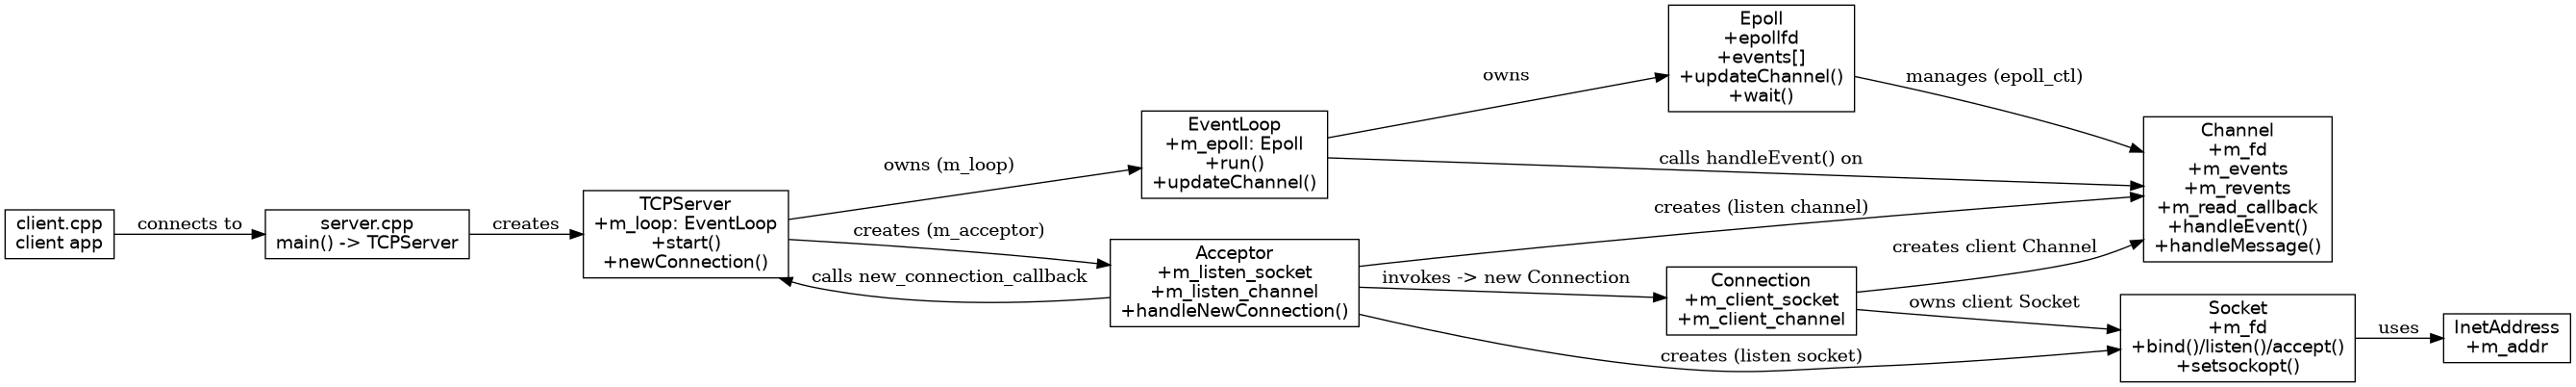 client.cpp
client app
connects to
server.cpp
main() -> TCPServer
creates
TCPServer
+m_loop: EventLoop
+start()
+newConnection()
owns (m_loop)
creates (m_acceptor)
calls new_connection_callback
EventLoop
+m_epoll: Epoll
+run()
+updateChannel()
Acceptor
+m_listen_socket
+m_listen_channel
+handleNewConnection()
owns
calls handleEvent() on
creates (listen channel)
invokes -> new Connection
creates (listen socket)
Epoll
+epollfd
+events[]
+updateChannel()
+wait()
Connection
+m_client_socket
+m_client_channel
manages (epoll_ctl)
creates client Channel
owns client Socket
Channel
+m_fd
+m_events
+m_revents
+m_read_callback
+handleEvent()
+handleMessage()
Socket
+m_fd
+bind()/listen()/accept()
+setsockopt()
uses
InetAddress
+m_addr